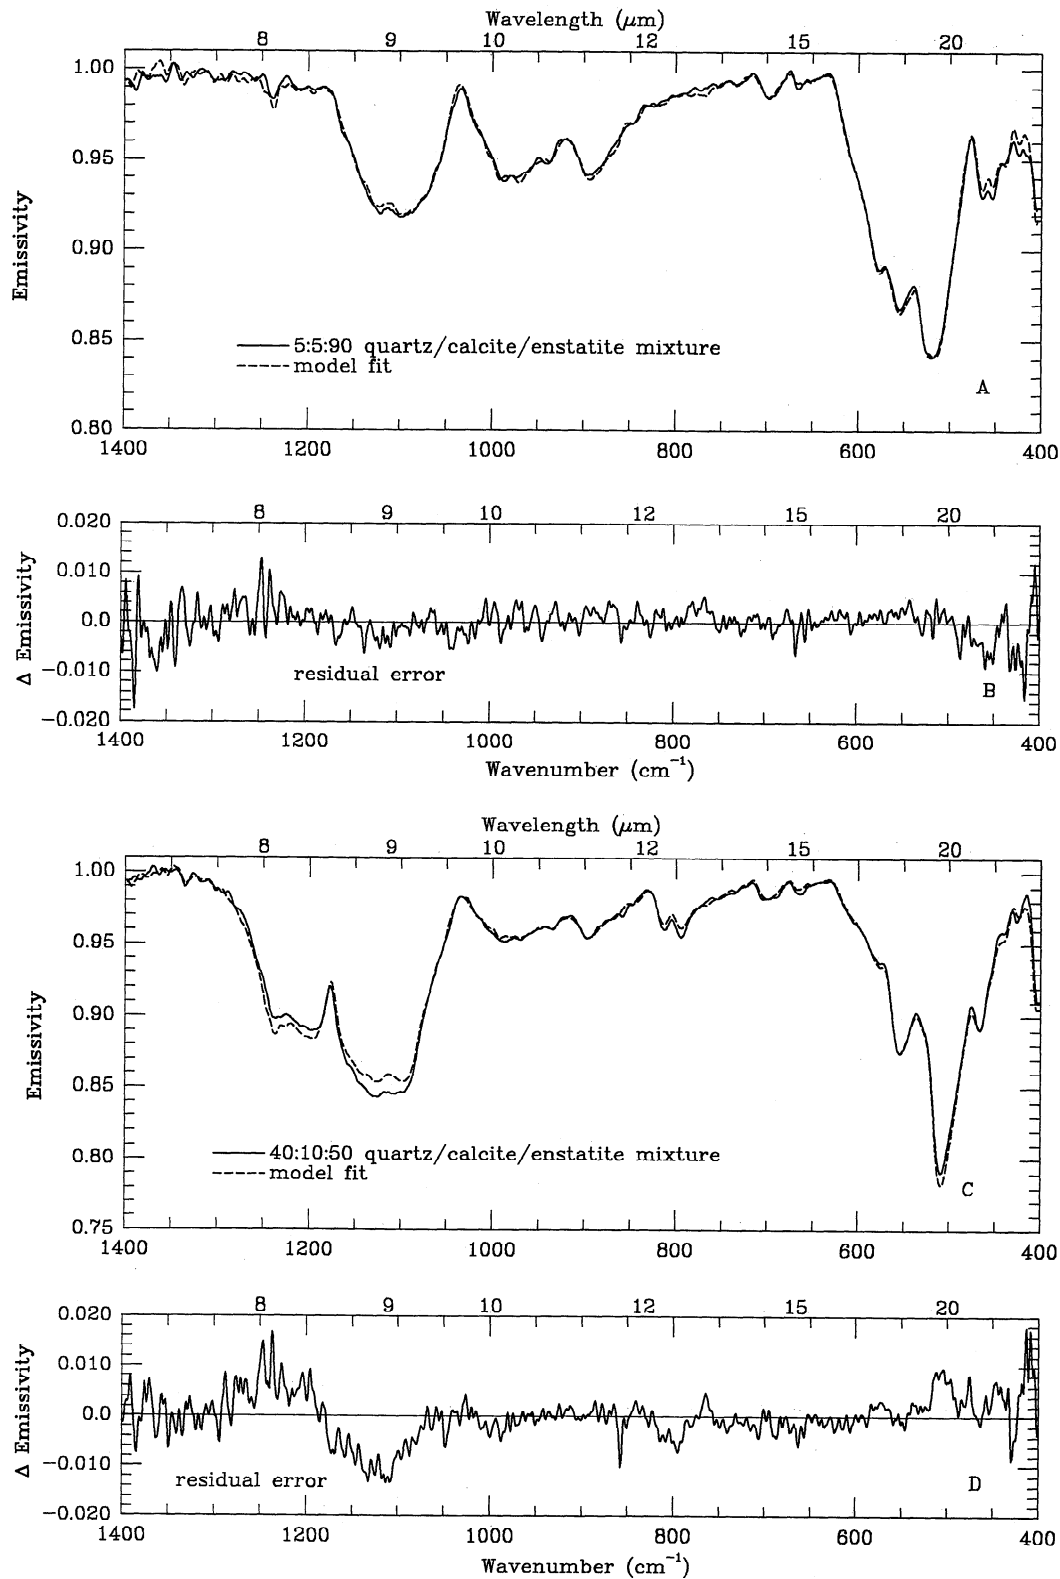 Wavelength (μm)
8 9 10 12 15 20
1.00
0.95
0.90
0.85
0.80
Emissivity
5:5:90 quartz/calcite/enstatite mixture
model fit
A
1400 1200 1000 800 600 400
8 9 10 12 15 20
0.020
0.010
0.0
−0.010
−0.020
Δ Emissivity
residual error
B
1400 1200 1000 800 600 400
Wavenumber (cm⁻¹)
Wavelength (μm)
8 9 10 12 15 20
1.00
0.95
0.90
0.85
0.80
0.75
Emissivity
40:10:50 quartz/calcite/enstatite mixture
model fit
C
1400 1200 1000 800 600 400
8 9 10 12 15 20
0.020
0.010
0.0
−0.010
−0.020
Δ Emissivity
residual error
D
1400 1200 1000 800 600 400
Wavenumber (cm⁻¹)